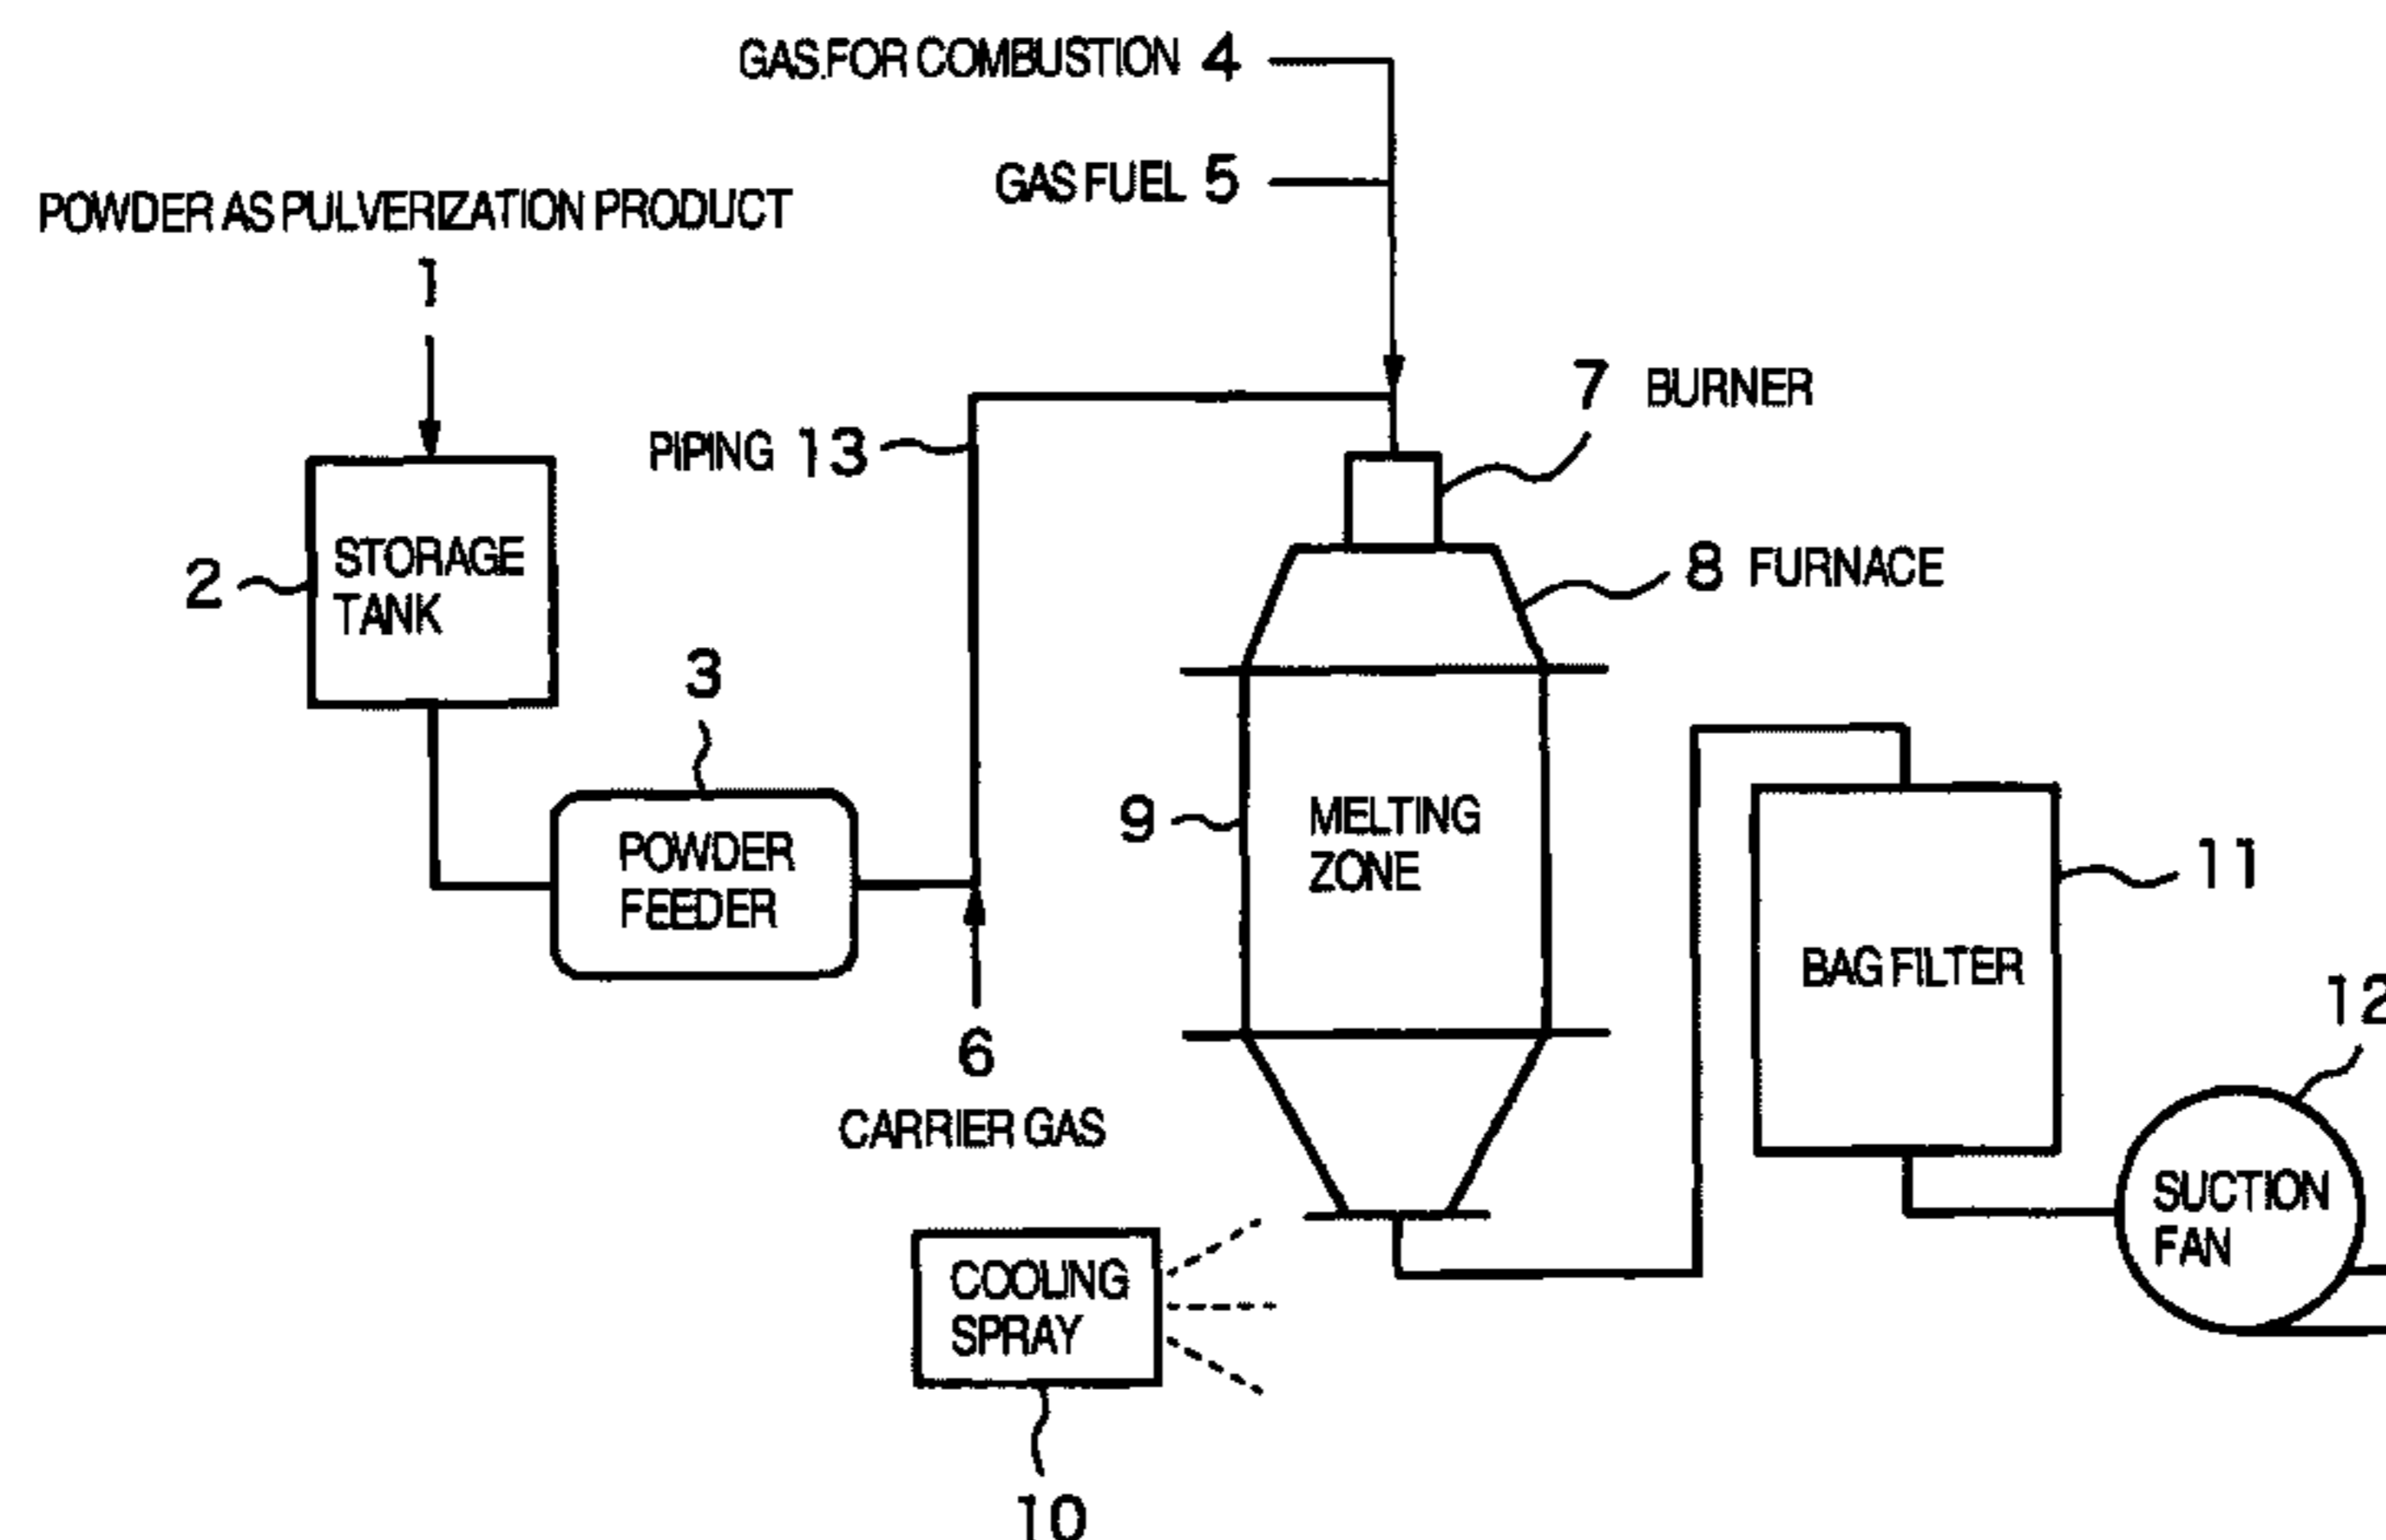 GAS.FOR COMBUSTION 4
GAS FUEL 5
POWDER AS PULVERIZATION PRODUCT
1
7 BURNER
PIPING 13
8 FURNACE
2
STORAGE
TANK
3
POWDER
FEEDER
9
MELTING
ZONE
11
BAG FILTER
12
6
CARRIER GAS
SUCTION
FAN
COOLING
SPRAY
10